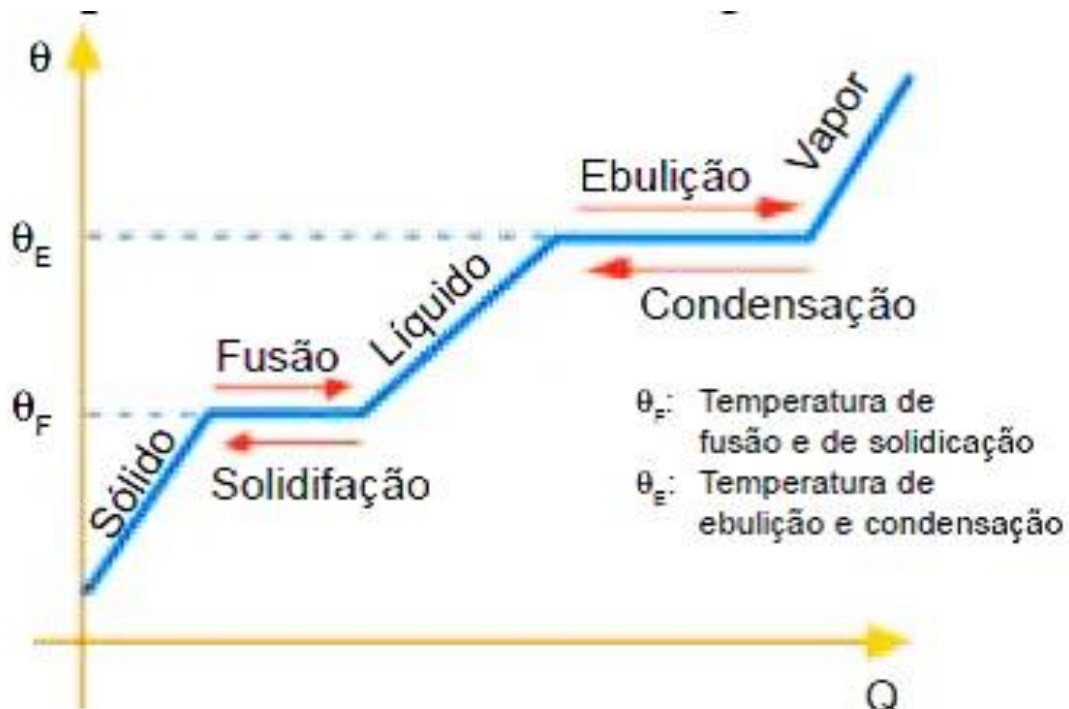 θ
Vapor
Ebulição
θE
Líquido
Condensação
Fusão
θF
θF: Temperatura de
fusão e de solidicação
Sólido
Solidifação
θE: Temperatura de
ebulição e condensação
Q